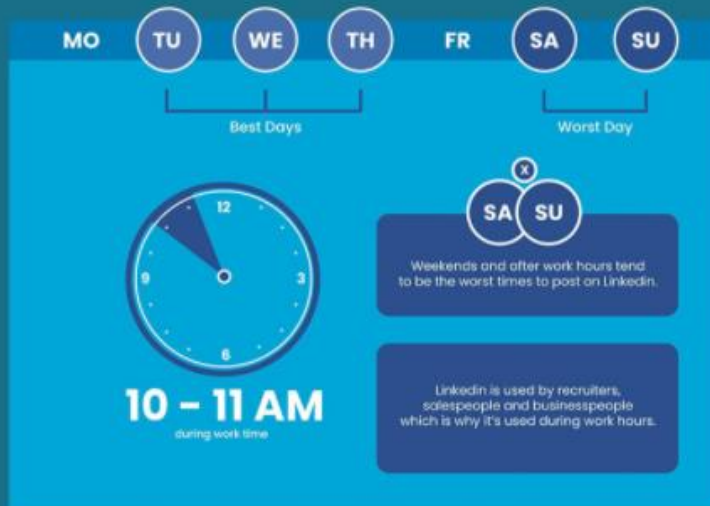 MO TU WE TH FR SA SU
Best Days
Worst Day
12
3
6
9
10 – 11 AM
during work time
X
SA SU
Weekends and after work hours tend
to be the worst times to post on Linkedin.
Linkedin is used by recruiters,
salespeople and businesspeople
which is why it's used during work hours.